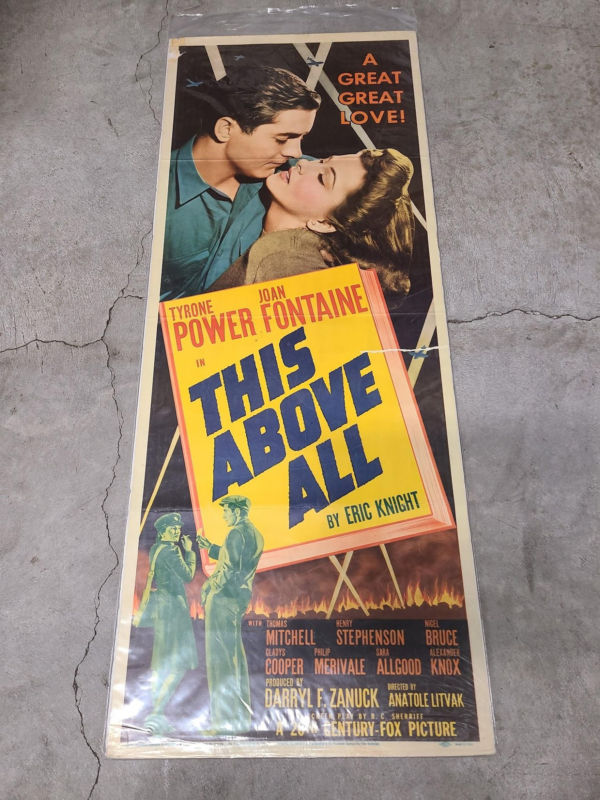 A
GREAT
GREAT
LOVE!
TYRONE JOAN
POWER FONTAINE
IN
THIS
ABOVE
ALL
BY ERIC KNIGHT
WITH THOMAS HENRY NIGEL
MITCHELL STEPHENSON BRUCE
GLADYS PHILIP SARA ALEXANDER
COOPER MERIVALE ALLGOOD KNOX
PRODUCED BY DIRECTED BY
DARRYL F. ZANUCK ANATOLE LITVAK
SCREEN PLAY BY R. C. SHERRIFF
A 20TH CENTURY-FOX PICTURE